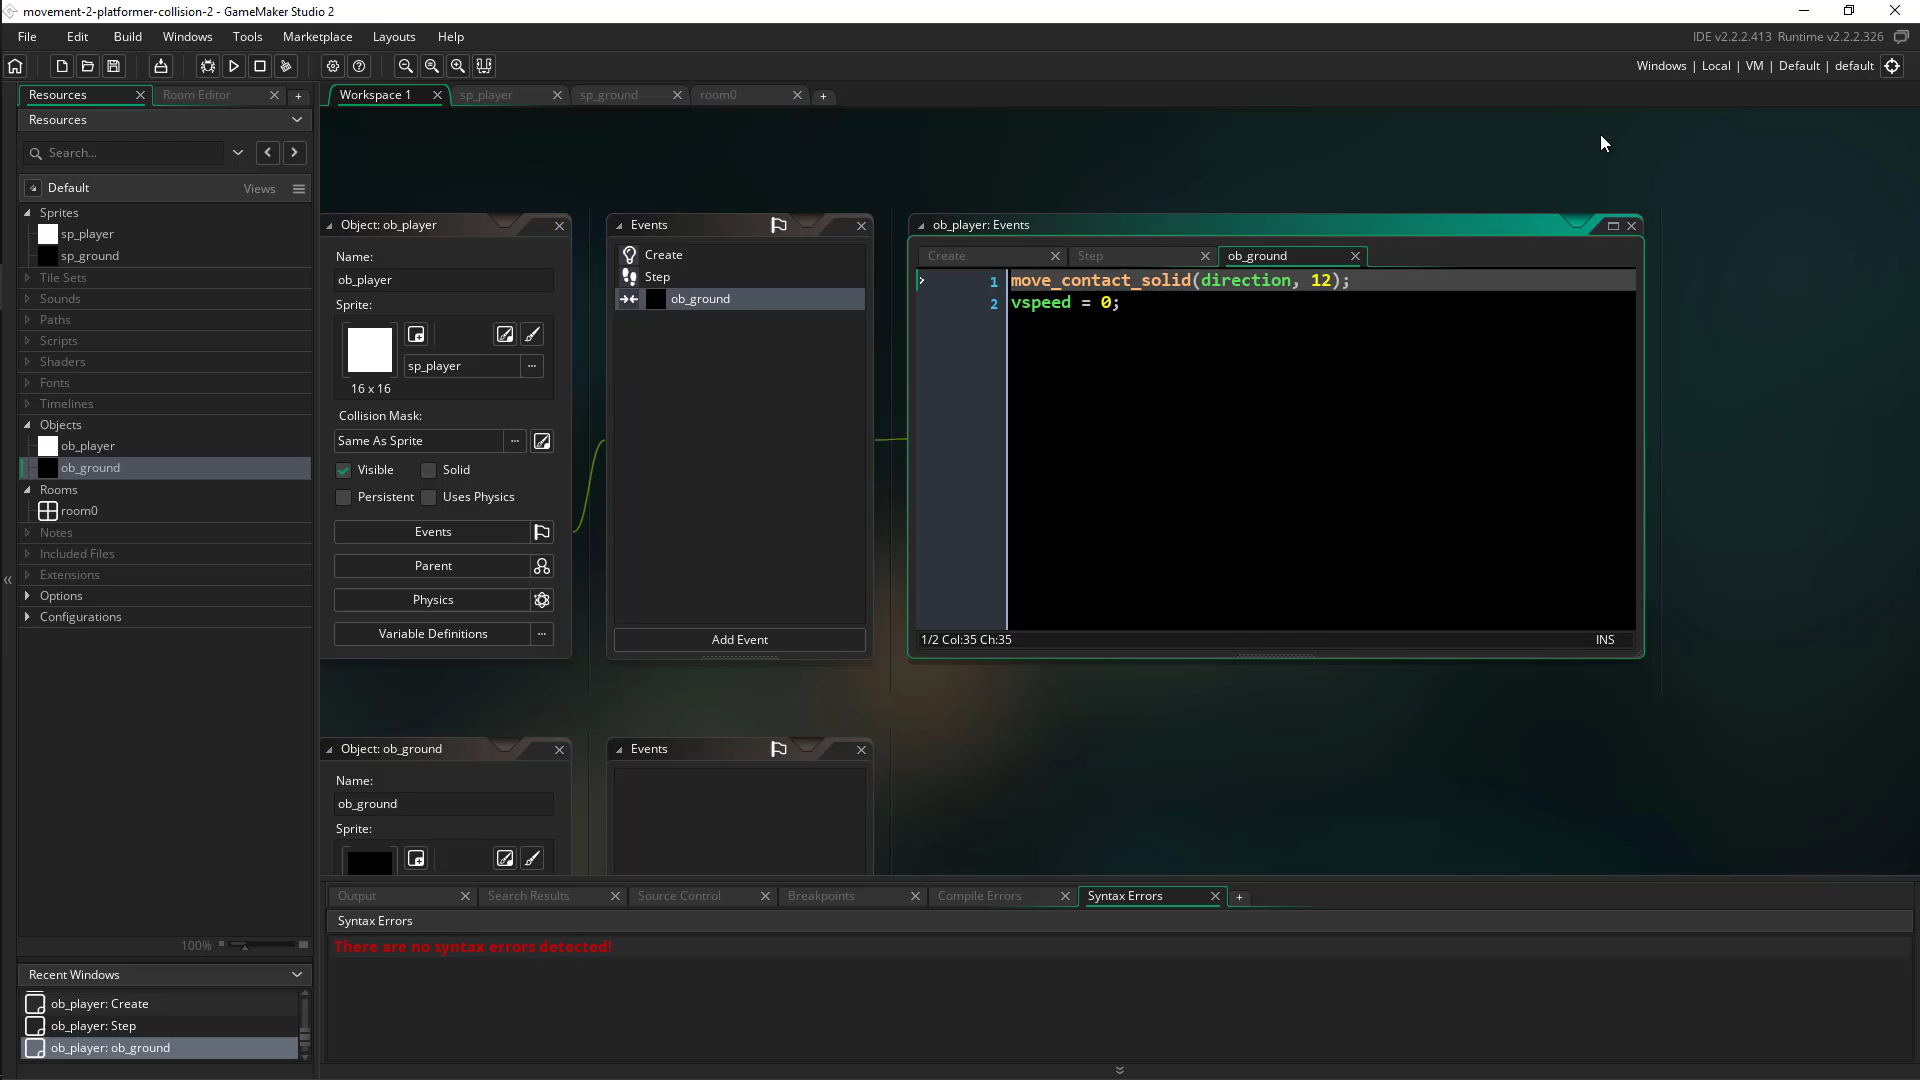 movement-2-platformer-collision-2 - GameMaker Studio 2
File Edit Build Windows Tools Marketplace Layouts Help
IDE v2.2.2.413 Runtime v2.2.2.326
Windows | Local | VM | Default | default
Resources Room Editor
Workspace 1 sp_player sp_ground room0
Resources
Search...
Default Views
Sprites
sp_player
sp_ground
Tile Sets
Sounds
Paths
Scripts
Shaders
Fonts
Timelines
Objects
ob_player
ob_ground
Rooms
room0
Notes
Included Files
Extensions
Options
Configurations
100%
Recent Windows
ob_player: Create
ob_player: Step
ob_player: ob_ground
Object: ob_player
Name:
ob_player
Sprite:
sp_player
16 x 16
Collision Mask:
Same As Sprite
Visible Solid
Persistent Uses Physics
Events
Parent
Physics
Variable Definitions
Events
Create
Step
ob_ground
Add Event
ob_player: Events
Create Step ob_ground
1 move_contact_solid(direction, 12);
2 vspeed = 0;
1/2 Col:35 Ch:35 INS
Object: ob_ground
Name:
ob_ground
Sprite:
Events
Output Search Results Source Control Breakpoints Compile Errors Syntax Errors
Syntax Errors
There are no syntax errors detected!